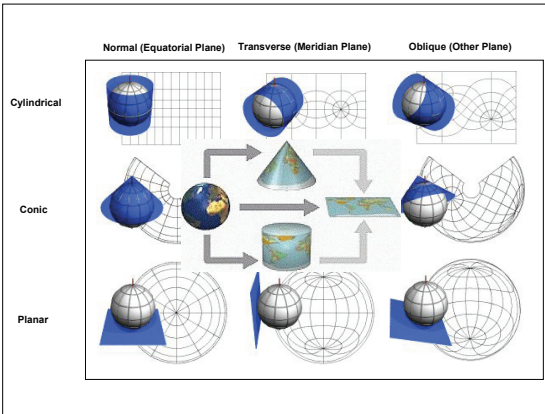 Normal (Equatorial Plane) Transverse (Meridian Plane) Oblique (Other Plane)
Cylindrical
Conic
Planar